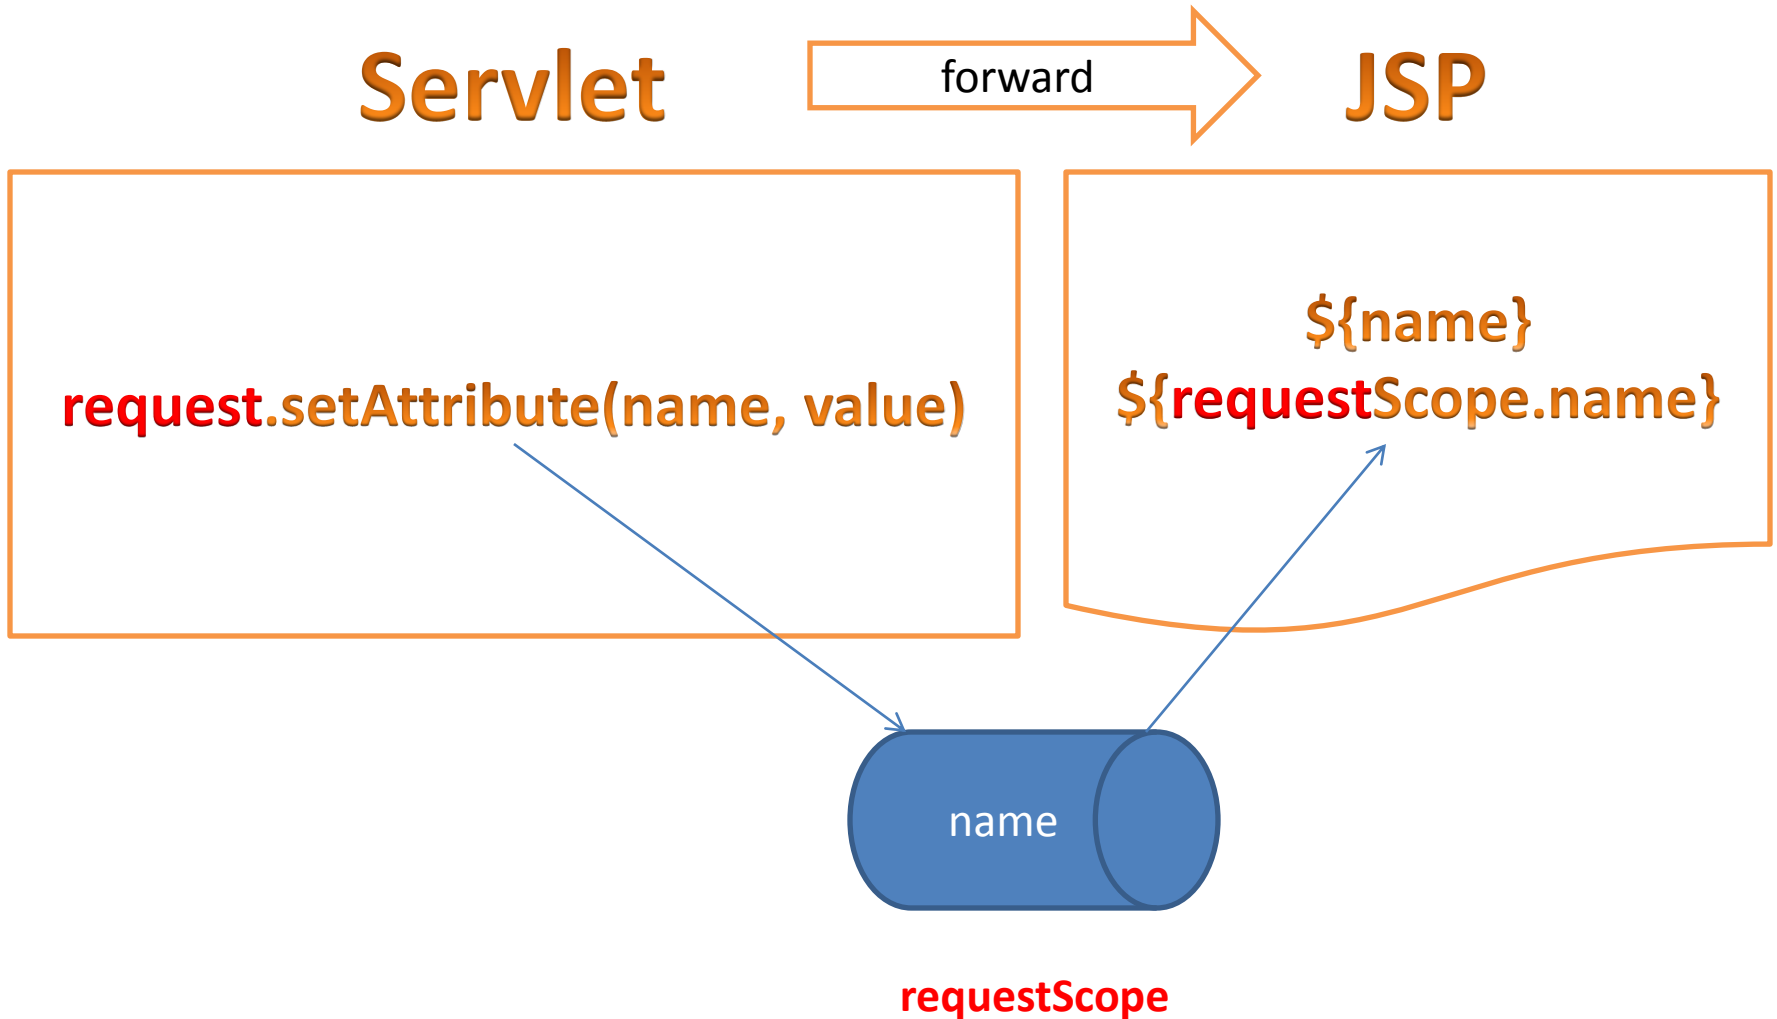 Servlet
forward
JSP
request.setAttribute(name, value)
${name}
${requestScope.name}
name
requestScope